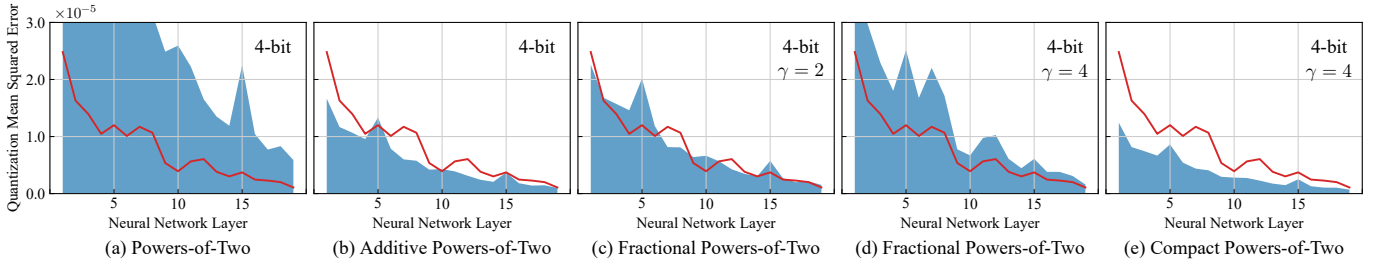 Quantization Mean Squared Error
3.0 × 10⁻⁵
2.0
1.0
0.0
4-bit
5 10 15
Neural Network Layer
(a) Powers-of-Two
4-bit
5 10 15
Neural Network Layer
(b) Additive Powers-of-Two
4-bit
γ = 2
5 10 15
Neural Network Layer
(c) Fractional Powers-of-Two
4-bit
γ = 4
5 10 15
Neural Network Layer
(d) Fractional Powers-of-Two
4-bit
γ = 4
5 10 15
Neural Network Layer
(e) Compact Powers-of-Two